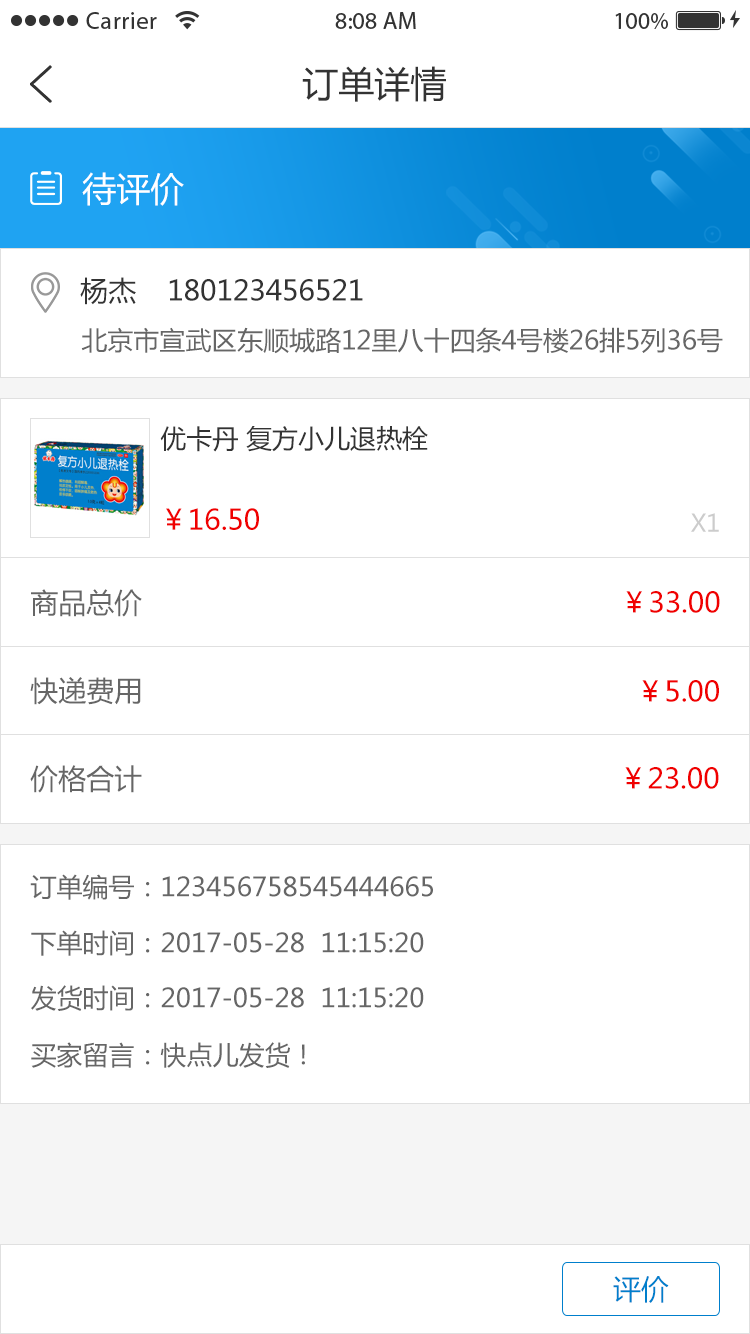 Carrier 8:08 AM 100%
订单详情
待评价
杨杰 180123456521
北京市宣武区东顺城路12里八十四条4号楼26排5列36号
优卡丹 复方小儿退热栓
复方小儿退热栓
¥16.50 X1
商品总价 ¥33.00
快递费用 ¥5.00
价格合计 ¥23.00
订单编号：123456758545444665
下单时间：2017-05-28 11:15:20
发货时间：2017-05-28 11:15:20
买家留言：快点儿发货！
评价